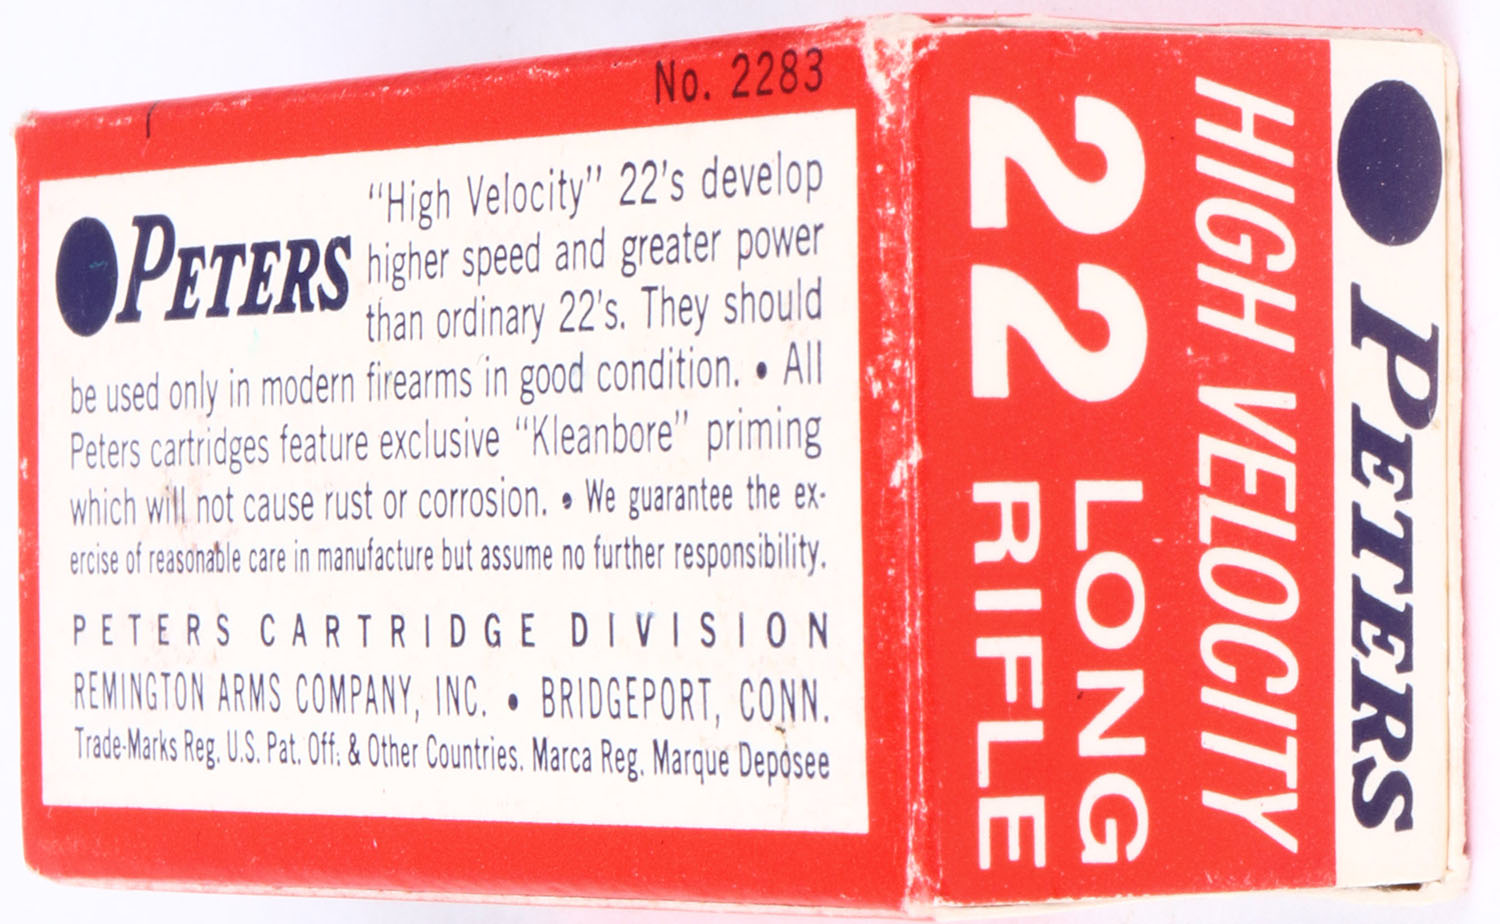 No. 2283
PETERS
"High Velocity" 22's develop
higher speed and greater power
than ordinary 22's. They should
be used only in modern firearms in good condition. • All
Peters cartridges feature exclusive "Kleanbore" priming
which will not cause rust or corrosion. • We guarantee the ex-
ercise of reasonable care in manufacture but assume no further responsibility.
PETERS CARTRIDGE DIVISION
REMINGTON ARMS COMPANY, INC. • BRIDGEPORT, CONN.
Trade-Marks Reg. U.S. Pat. Off. & Other Countries. Marca Reg. Marque Deposee
PETERS
HIGH VELOCITY
22 LONG
22 RIFLE